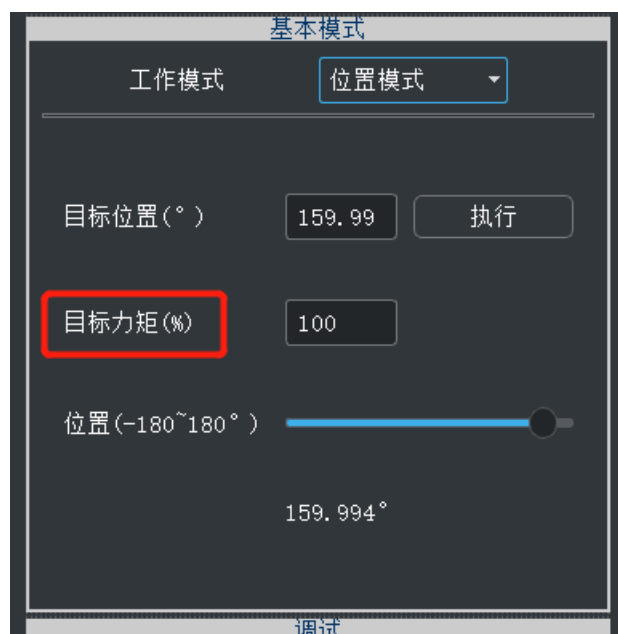 基本模式
工作模式 位置模式
目标位置(°) 159.99 执行
目标力矩(%) 100
位置(-180~180°)
159.994°
调试